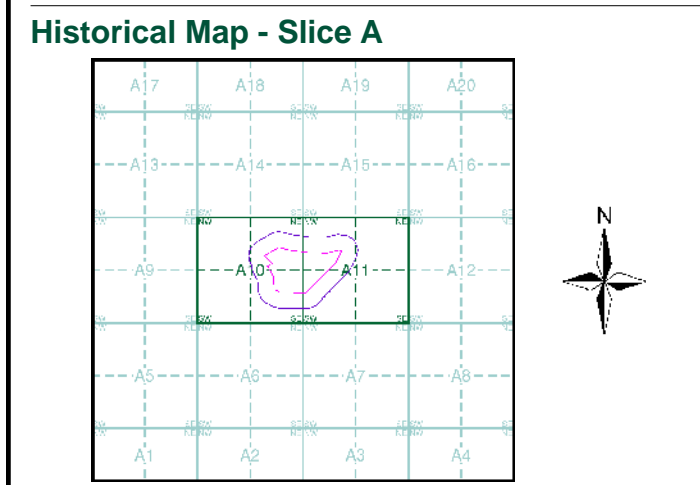 Historical Map - Slice A
A17 A18 A19 A20
A13 A14 A15 A16
N
A9 A10 A11 A12
A5 A6 A7 A8
A1 A2 A3 A4